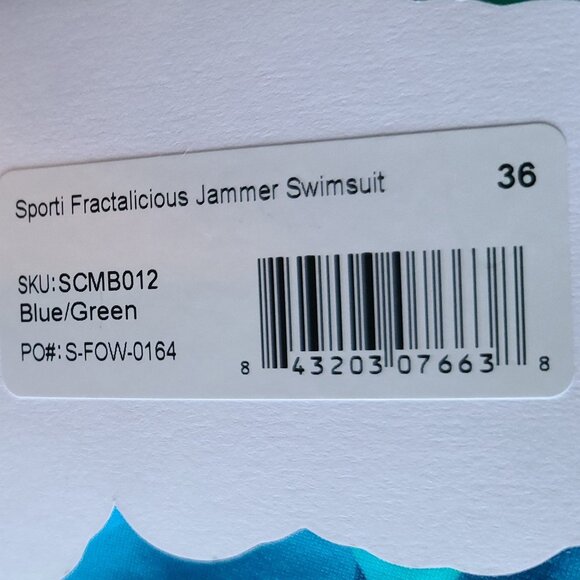 Sporti Fractalicious Jammer Swimsuit 36
SKU:SCMB012
Blue/Green
PO#:S-FOW-0164
8 43203 07663 8